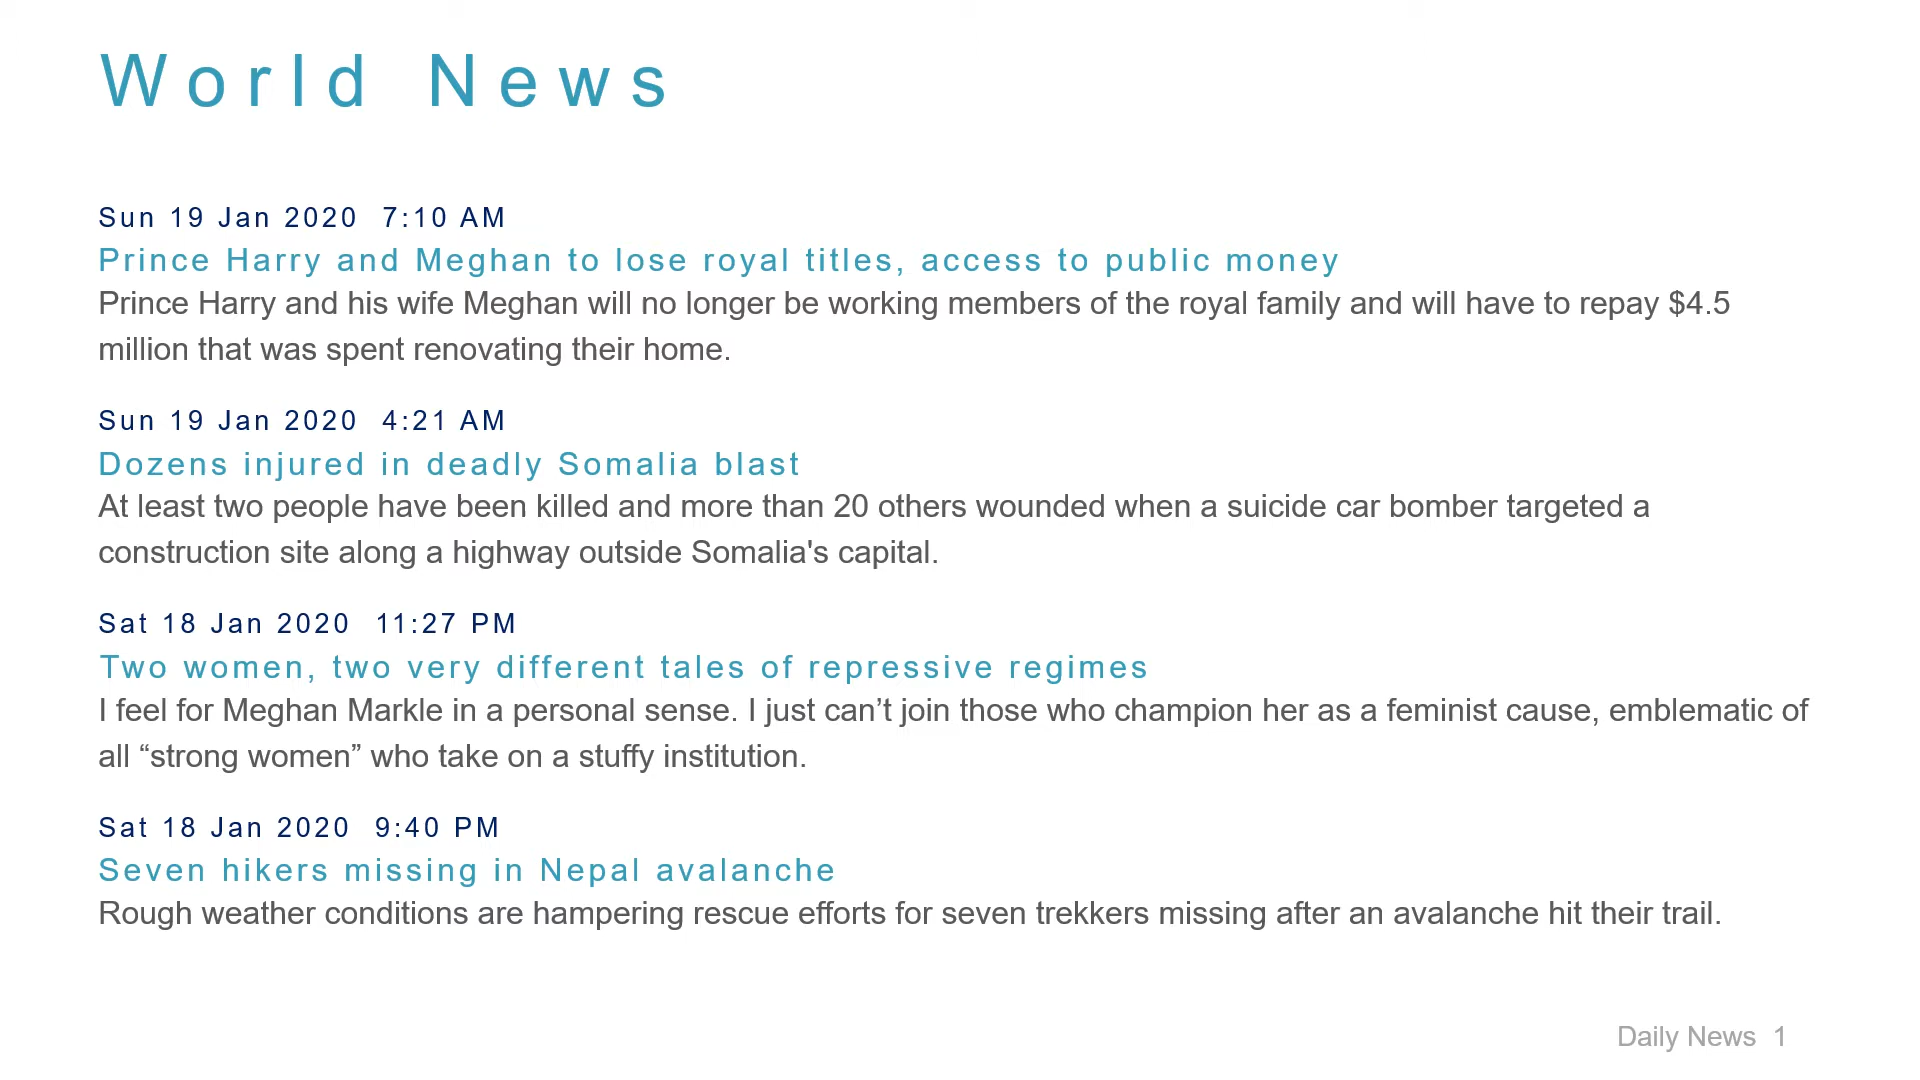 World News
Sun 19 Jan 2020  7:10 AM
Prince Harry and Meghan to lose royal titles, access to public money
Prince Harry and his wife Meghan will no longer be working members of the royal family and will have to repay $4.5
million that was spent renovating their home.
Sun 19 Jan 2020  4:21 AM
Dozens injured in deadly Somalia blast
At least two people have been killed and more than 20 others wounded when a suicide car bomber targeted a
construction site along a highway outside Somalia's capital.
Sat 18 Jan 2020  11:27 PM
Two women, two very different tales of repressive regimes
I feel for Meghan Markle in a personal sense. I just can’t join those who champion her as a feminist cause, emblematic of
all “strong women” who take on a stuffy institution.
Sat 18 Jan 2020  9:40 PM
Seven hikers missing in Nepal avalanche
Rough weather conditions are hampering rescue efforts for seven trekkers missing after an avalanche hit their trail.
Daily News  1